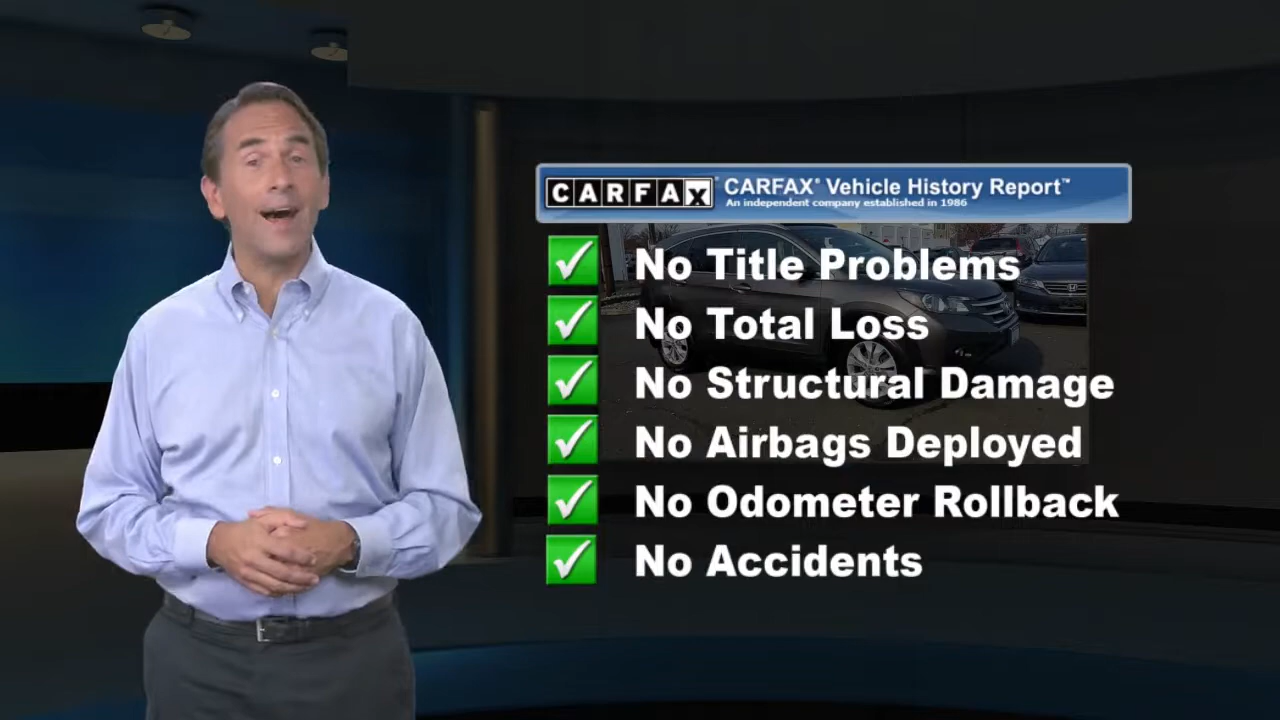 CARFAX® CARFAX® Vehicle History Report™
An independent company established in 1986
No Title Problems
No Total Loss
No Structural Damage
No Airbags Deployed
No Odometer Rollback
No Accidents